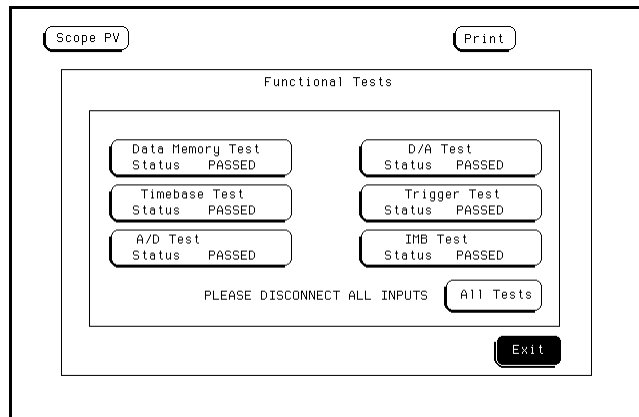 Scope PV
Print
Functional Tests
Data Memory Test
Status PASSED
D/A Test
Status PASSED
Timebase Test
Status PASSED
Trigger Test
Status PASSED
A/D Test
Status PASSED
IMB Test
Status PASSED
PLEASE DISCONNECT ALL INPUTS
All Tests
Exit